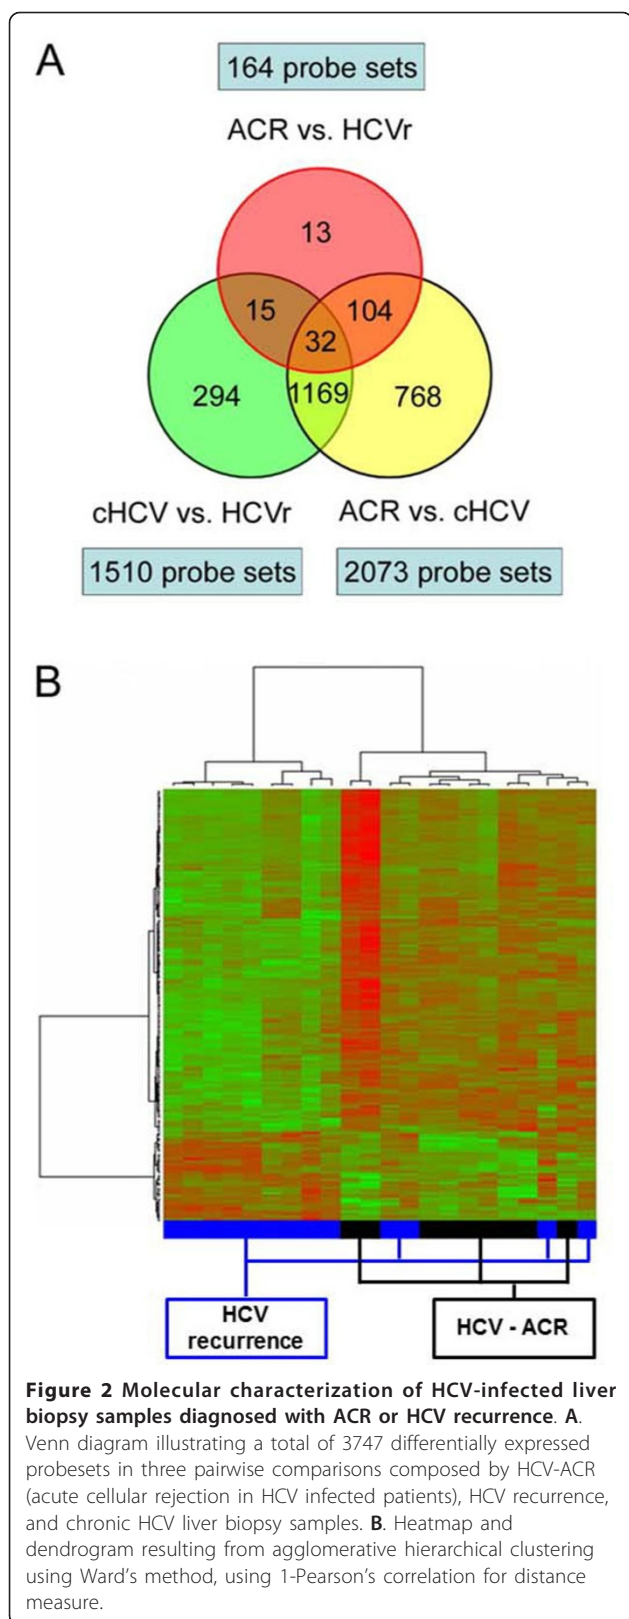 A
164 probe sets
ACR vs. HCVr
13
15
104
32
294
1169
768
cHCV vs. HCVr
ACR vs. cHCV
1510 probe sets
2073 probe sets
B
HCV
recurrence
HCV - ACR
Figure 2 Molecular characterization of HCV-infected liver
biopsy samples diagnosed with ACR or HCV recurrence. A.
Venn diagram illustrating a total of 3747 differentially expressed
probesets in three pairwise comparisons composed by HCV-ACR
(acute cellular rejection in HCV infected patients), HCV recurrence,
and chronic HCV liver biopsy samples. B. Heatmap and
dendrogram resulting from agglomerative hierarchical clustering
using Ward's method, using 1-Pearson's correlation for distance
measure.